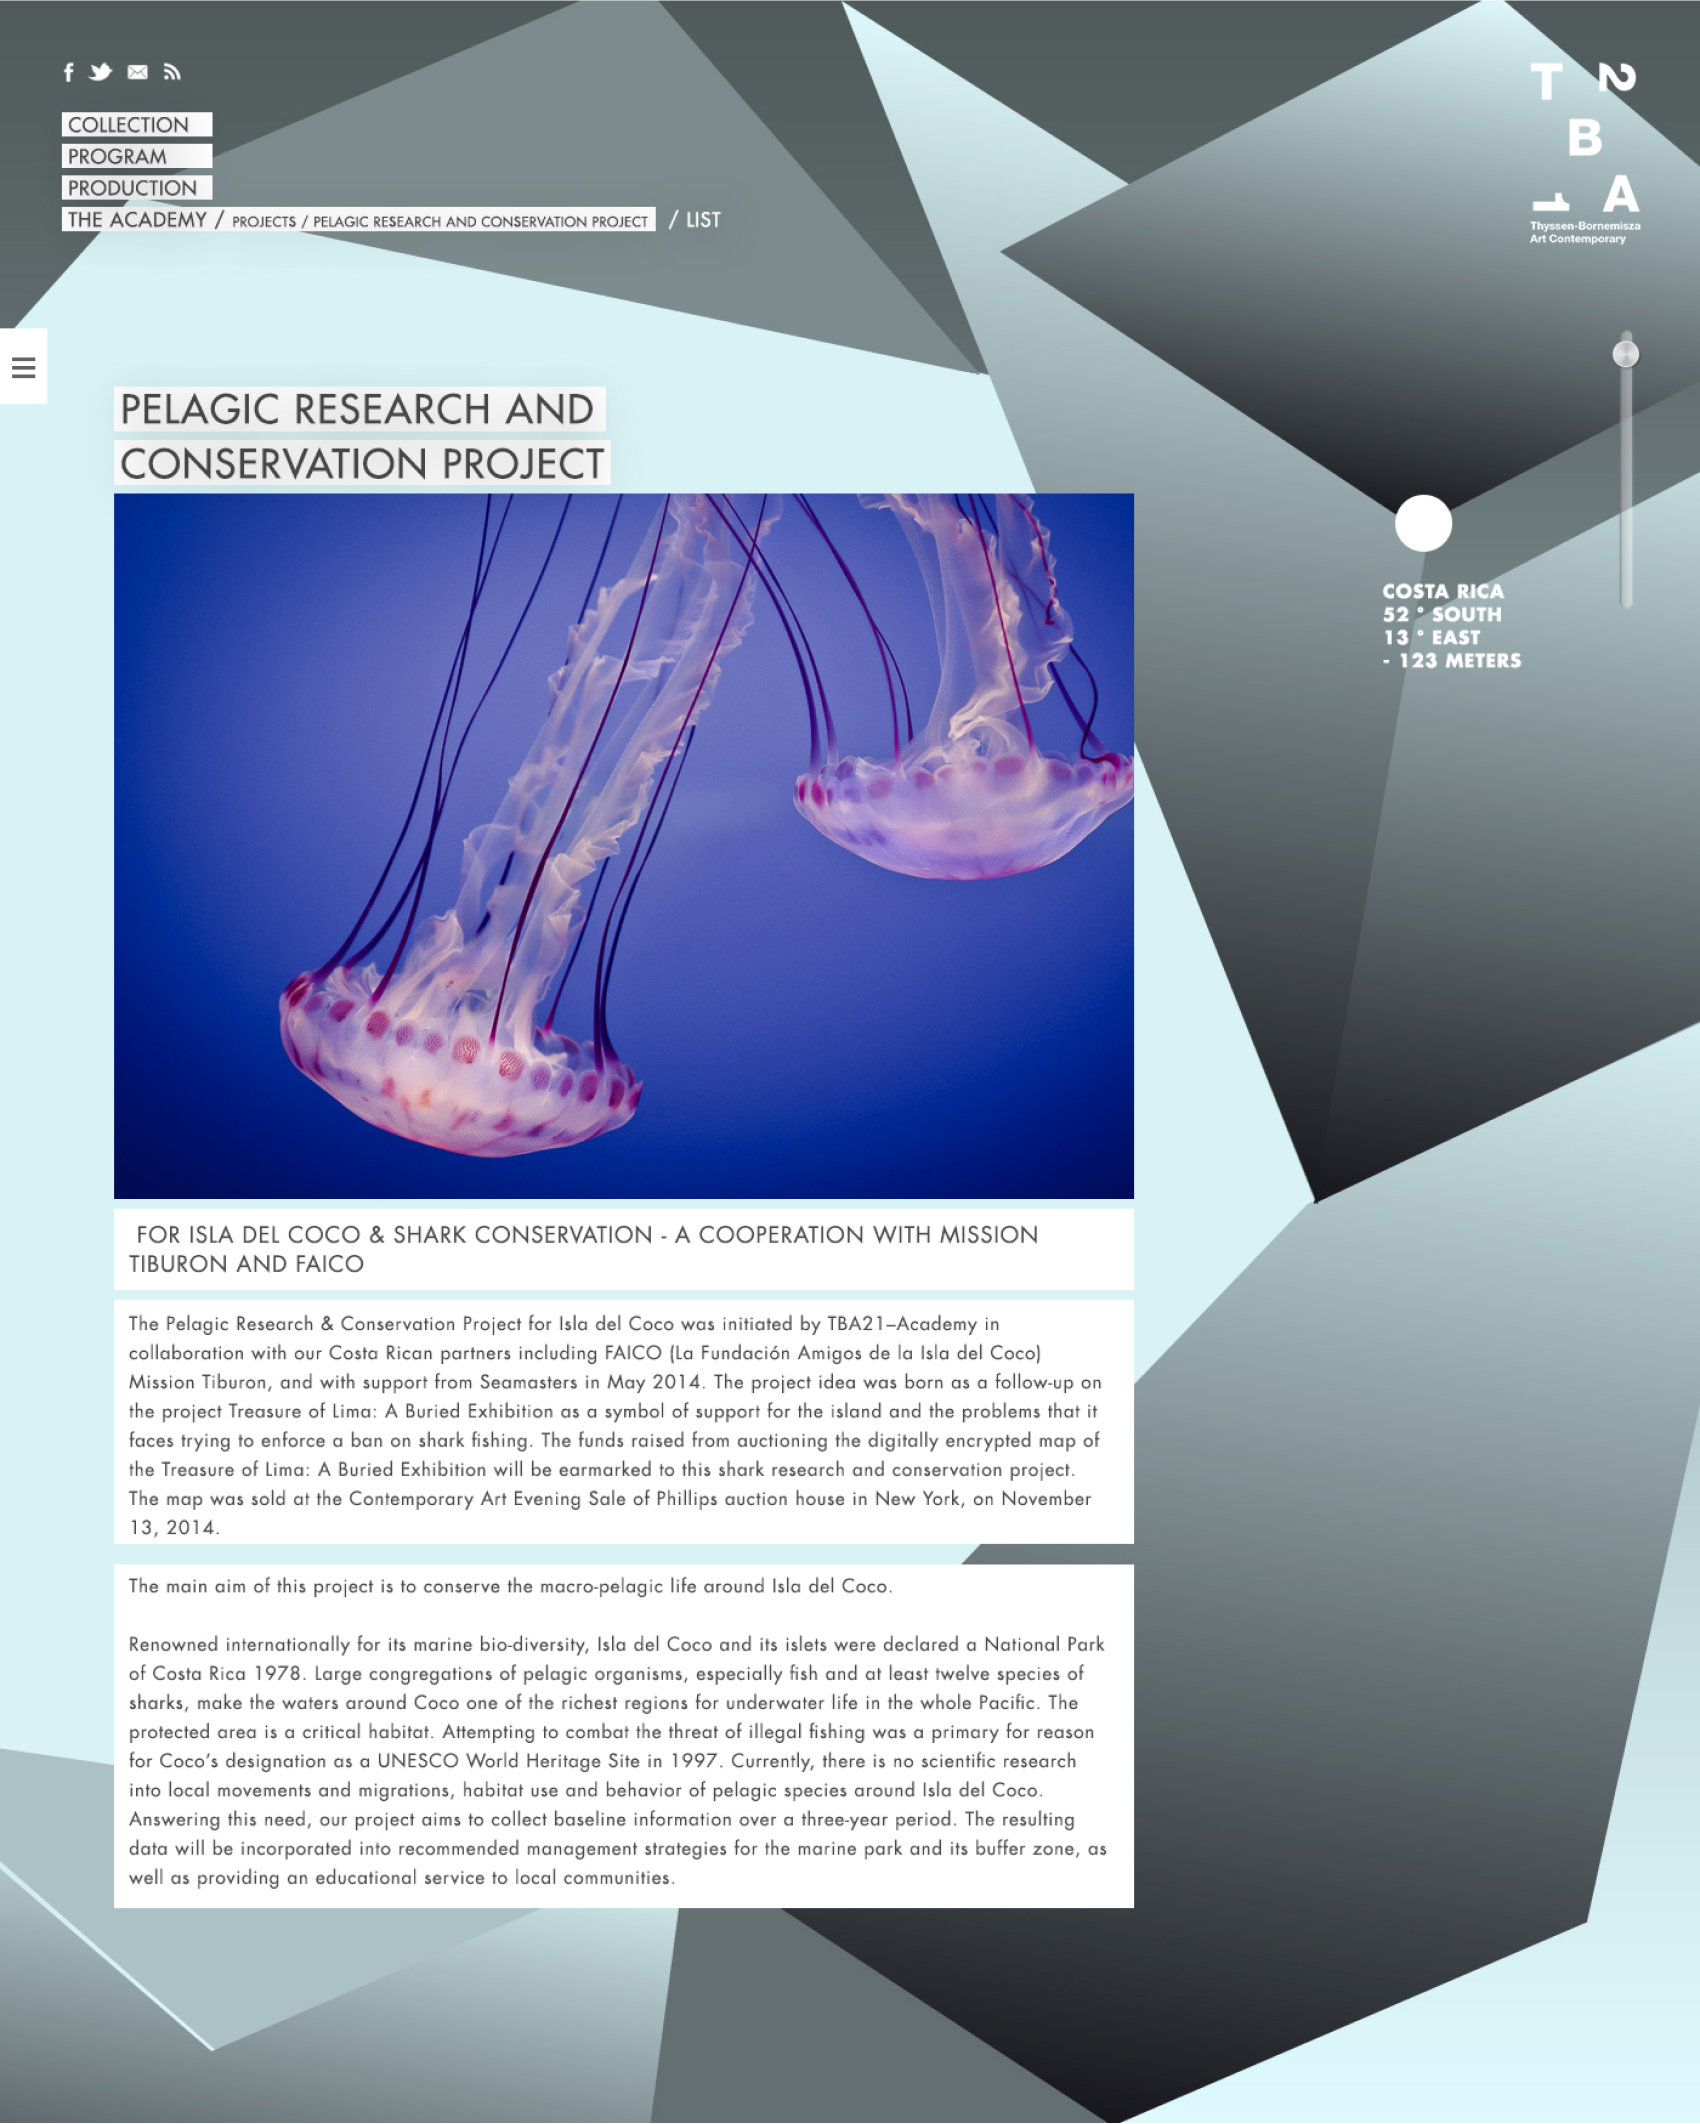 COLLECTION
PROGRAM
PRODUCTION
THE ACADEMY / PROJECTS / PELAGIC RESEARCH AND CONSERVATION PROJECT / LIST
T 2
B
1 A
Thyssen-Bornemisza
Art Contemporary
PELAGIC RESEARCH AND
CONSERVATION PROJECT
COSTA RICA
52 ° SOUTH
13 ° EAST
- 123 METERS
FOR ISLA DEL COCO & SHARK CONSERVATION - A COOPERATION WITH MISSION
TIBURON AND FAICO
The Pelagic Research & Conservation Project for Isla del Coco was initiated by TBA21–Academy in
collaboration with our Costa Rican partners including FAICO (La Fundación Amigos de la Isla del Coco)
Mission Tiburon, and with support from Seamasters in May 2014. The project idea was born as a follow-up on
the project Treasure of Lima: A Buried Exhibition as a symbol of support for the island and the problems that it
faces trying to enforce a ban on shark fishing. The funds raised from auctioning the digitally encrypted map of
the Treasure of Lima: A Buried Exhibition will be earmarked to this shark research and conservation project.
The map was sold at the Contemporary Art Evening Sale of Phillips auction house in New York, on November
13, 2014.
The main aim of this project is to conserve the macro-pelagic life around Isla del Coco.
Renowned internationally for its marine bio-diversity, Isla del Coco and its islets were declared a National Park
of Costa Rica 1978. Large congregations of pelagic organisms, especially fish and at least twelve species of
sharks, make the waters around Coco one of the richest regions for underwater life in the whole Pacific. The
protected area is a critical habitat. Attempting to combat the threat of illegal fishing was a primary for reason
for Coco’s designation as a UNESCO World Heritage Site in 1997. Currently, there is no scientific research
into local movements and migrations, habitat use and behavior of pelagic species around Isla del Coco.
Answering this need, our project aims to collect baseline information over a three-year period. The resulting
data will be incorporated into recommended management strategies for the marine park and its buffer zone, as
well as providing an educational service to local communities.